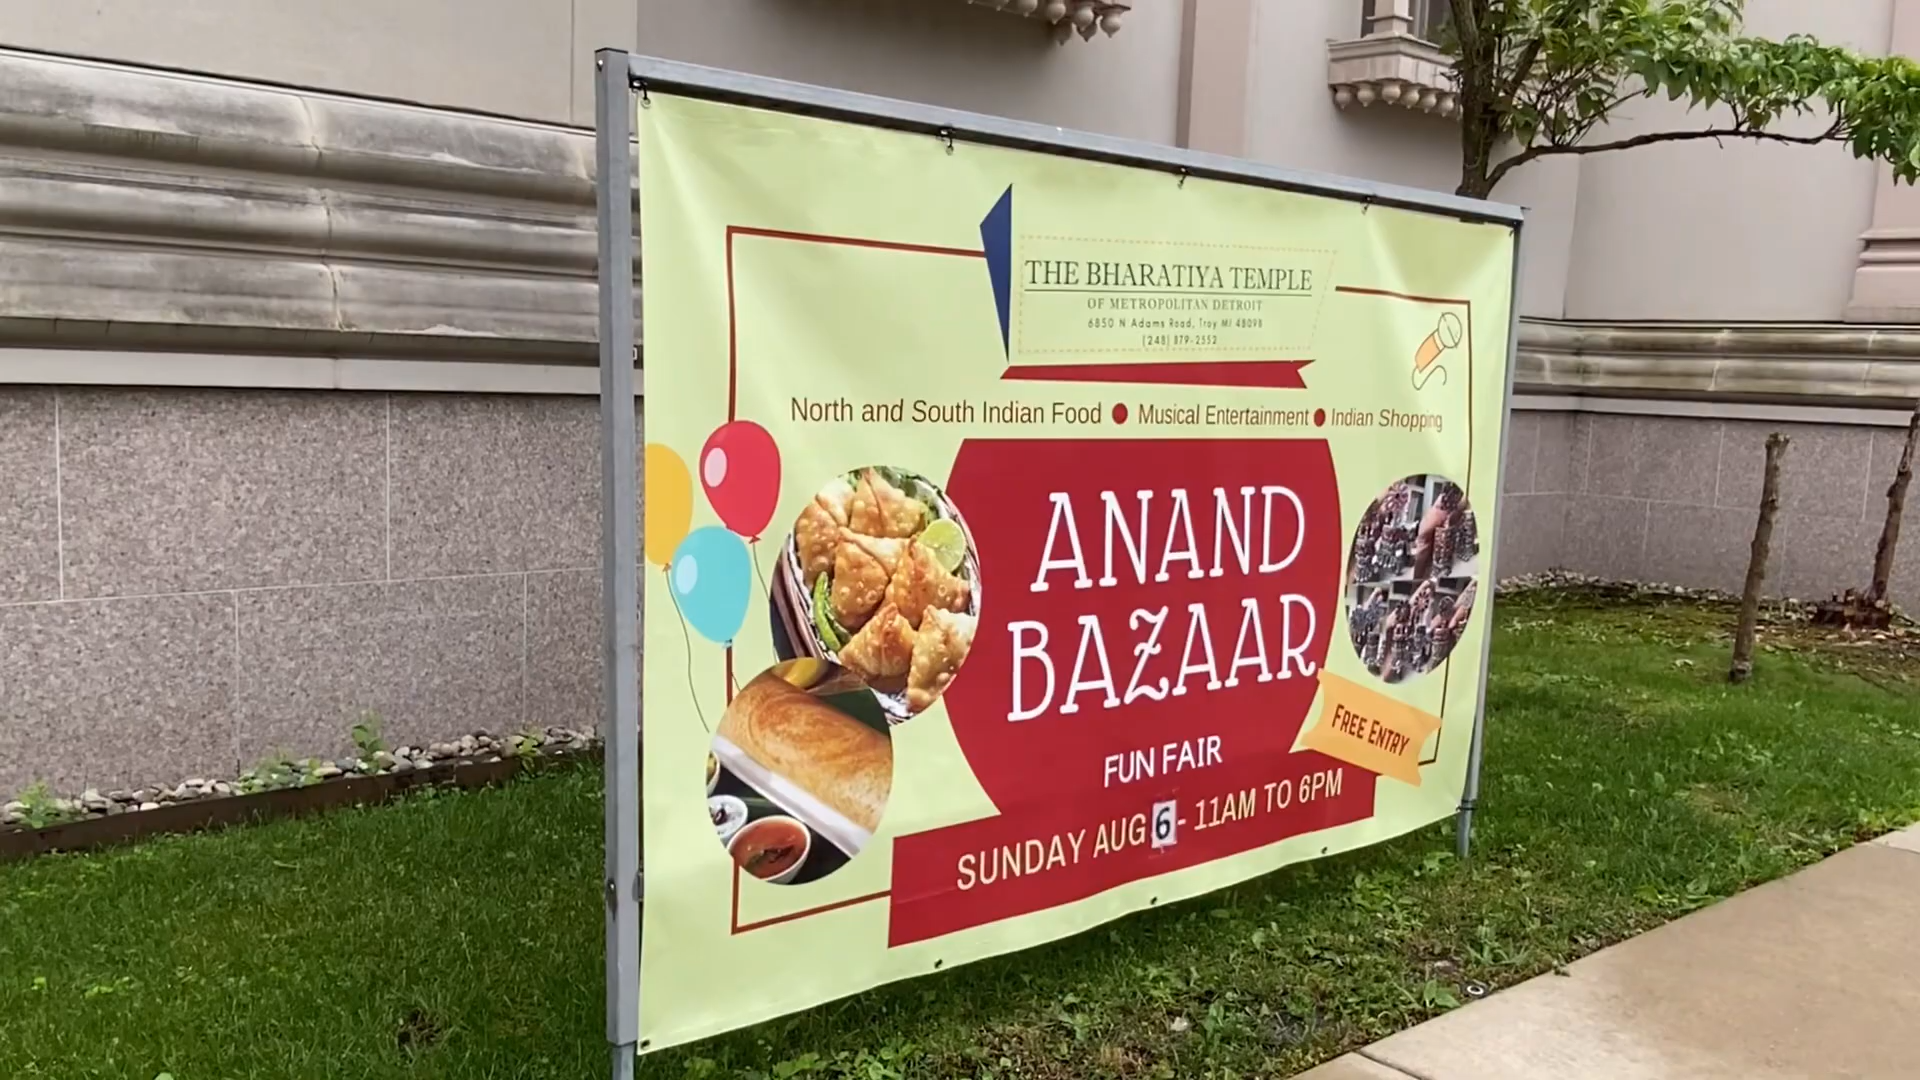 THE BHARATIYA TEMPLE
OF METROPOLITAN DETROIT
6850 N Adams Road, Troy MI 48098
(248) 879-2552
North and South Indian Food ● Musical Entertainment ● Indian Shopping
ANAND
BAZAAR
FREE ENTRY
FUN FAIR
SUNDAY AUG 6 - 11AM TO 6PM